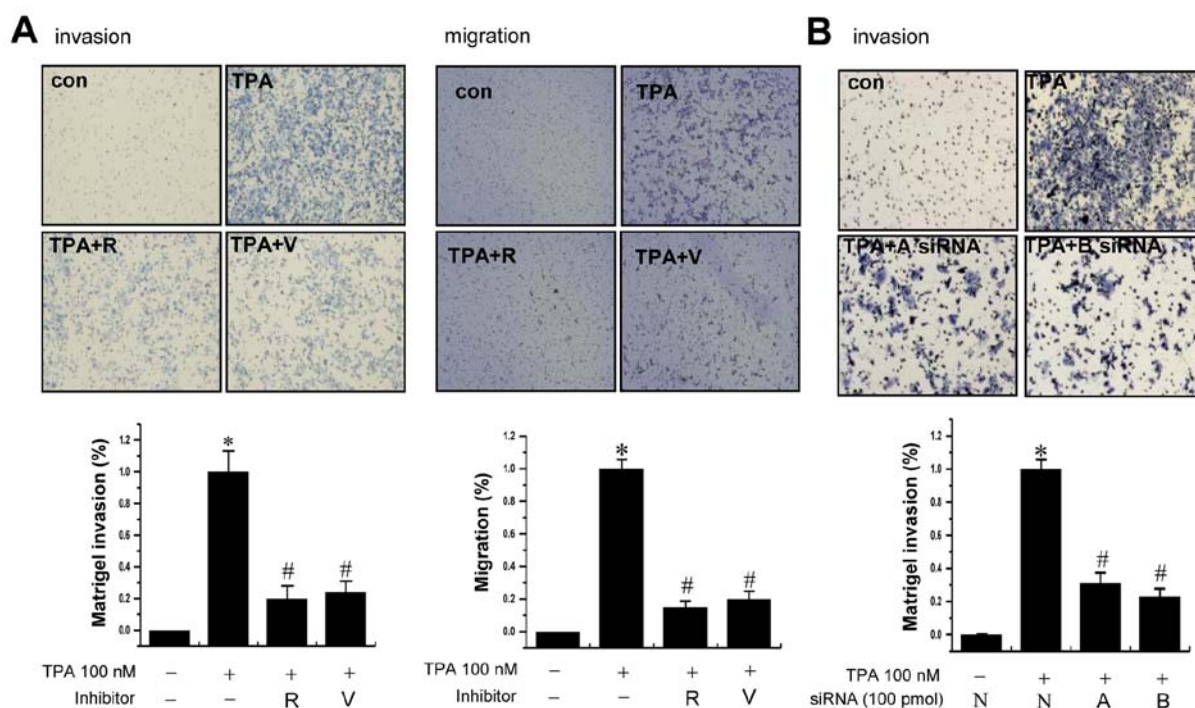 A invasion
con
TPA
TPA+R
TPA+V
Matrigel invasion (%)
1.2
1.0
0.8
0.6
0.4
0.2
0.0
*
#
#
TPA 100 nM – + + +
Inhibitor – – R V
migration
con
TPA
TPA+R
TPA+V
Migration (%)
1.2
1.0
0.8
0.6
0.4
0.2
0.0
*
#
#
TPA 100 nM – + + +
Inhibitor – – R V
B invasion
con
TPA
TPA+A siRNA
TPA+B siRNA
Matrigel invasion (%)
1.2
1.0
0.8
0.6
0.4
0.2
0.0
*
#
#
TPA 100 nM – + + +
siRNA (100 pmol) N N A B